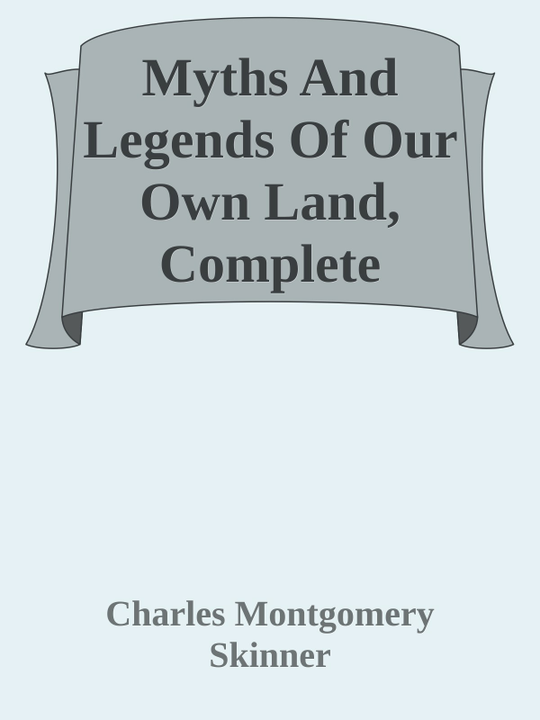 Myths And
Legends Of Our
Own Land,
Complete
Charles Montgomery
Skinner